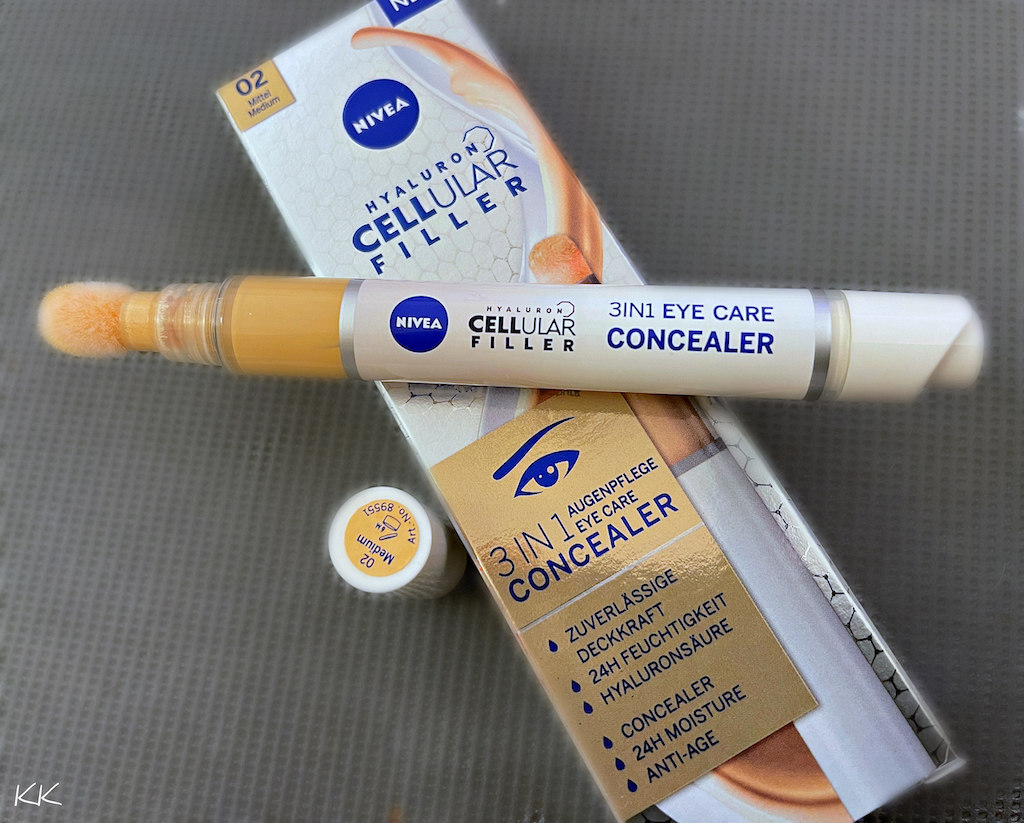 02
Mittel
Medium
NIVEA
HYALURON
CELLULAR
FILLER
NIVEA
HYALURON
CELLULAR
FILLER
3IN1 EYE CARE
CONCEALER
3 IN 1 AUGENPFLEGE
EYE CARE
CONCEALER
ZUVERLÄSSIGE
DECKKRAFT
24H FEUCHTIGKEIT
HYALURONSÄURE
CONCEALER
24H MOISTURE
ANTI-AGE
02
Medium
Art.-No. 89551
KK